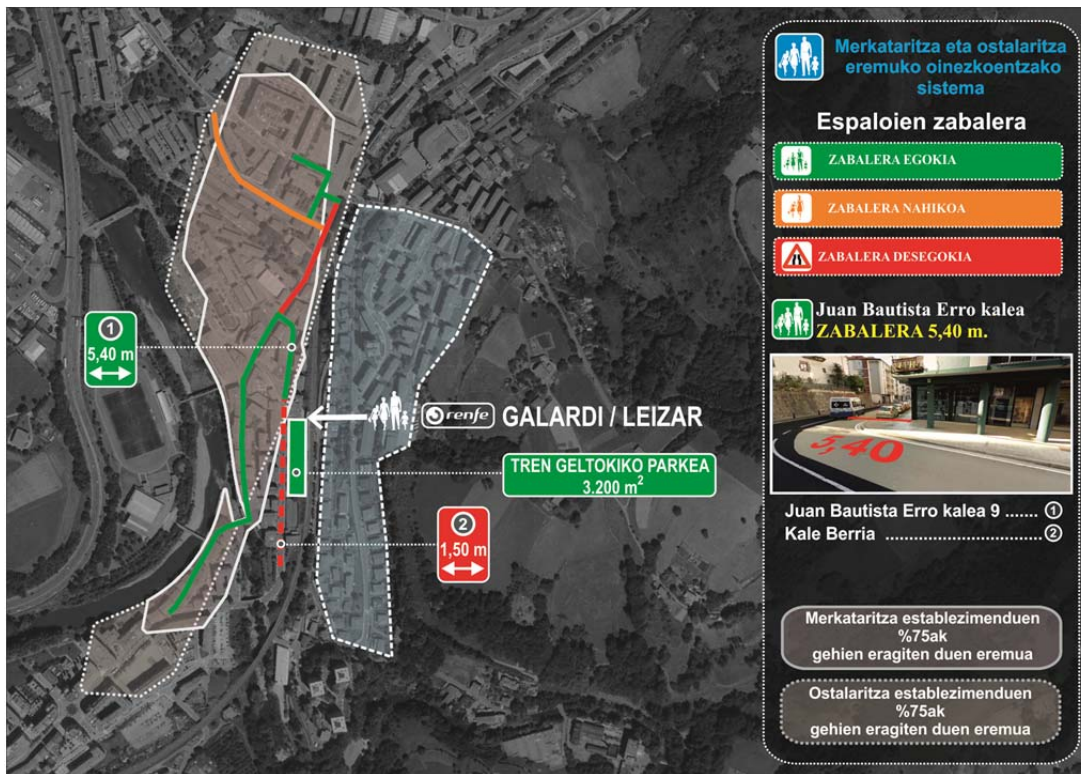 Merkataritza eta ostalaritza
eremuko oinezkoentzako
sistema
Espaloien zabalera
ZABALERA EGOKIA
ZABALERA NAHIKOA
ZABALERA DESEGOKIA
Juan Bautista Erro kalea
ZABALERA 5,40 m.
5,40
Juan Bautista Erro kalea 9 ....... ①
Kale Berria ................................ ②
Merkataritza establezimenduen
%75ak
gehien eragiten duen eremua
Ostalaritza establezimenduen
%75ak
gehien eragiten duen eremua
①
5,40 m
renfe GALARDI / LEIZAR
TREN GELTOKIKO PARKEA
3.200 m²
②
1,50 m